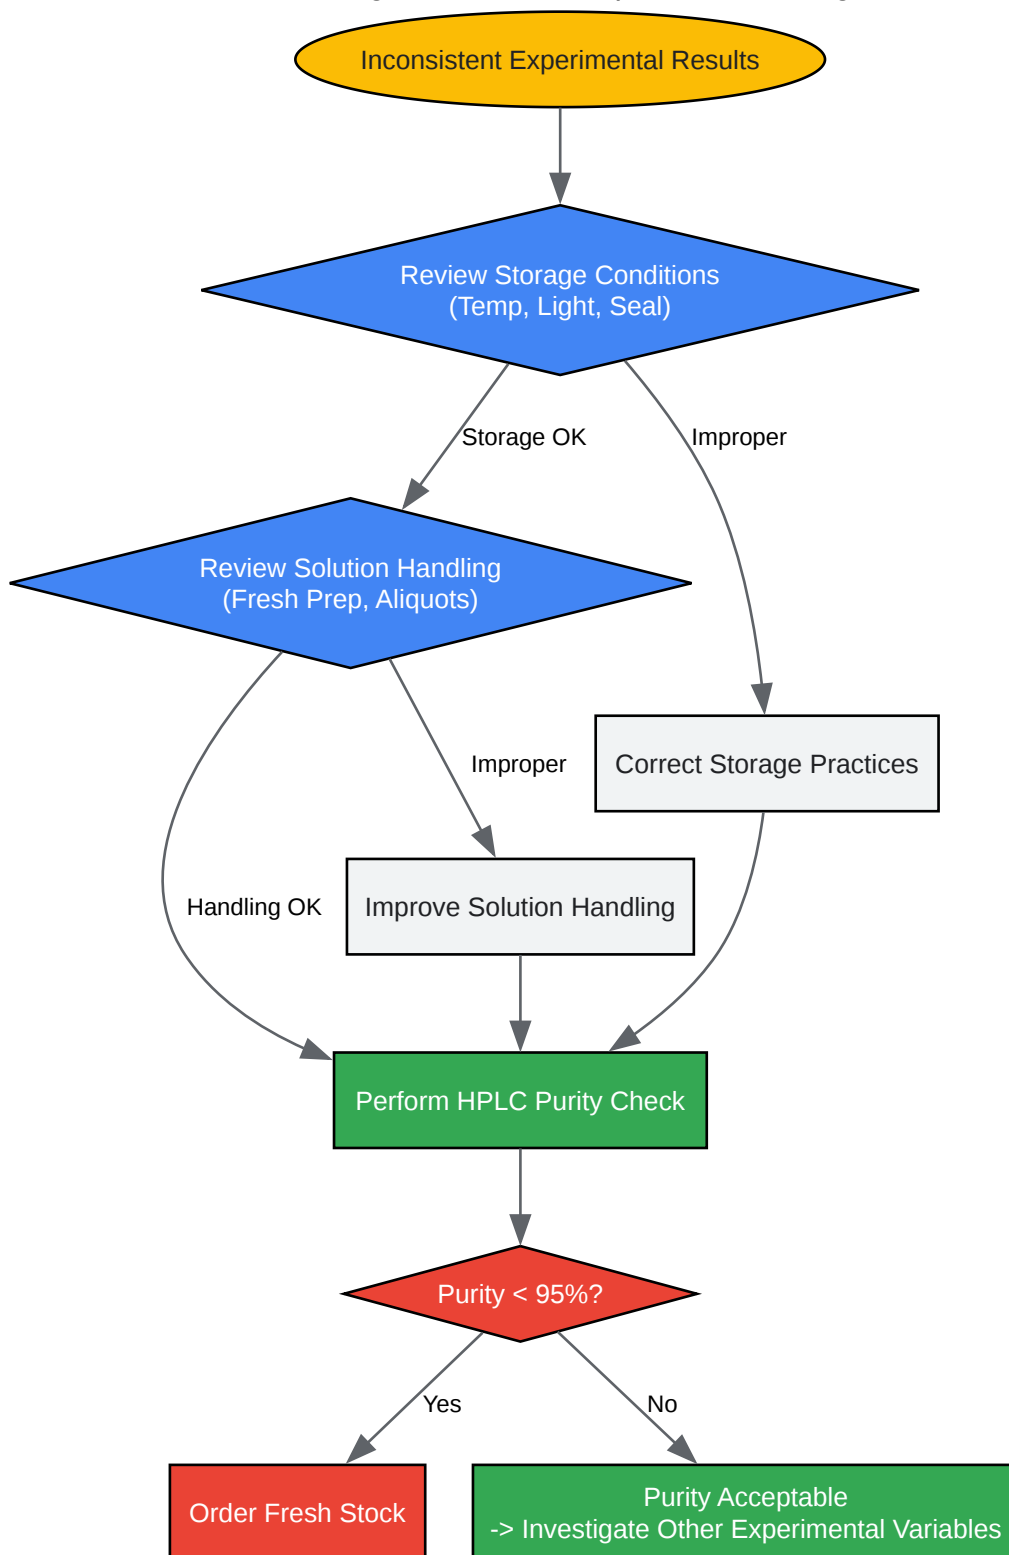 Inconsistent Experimental Results
Review Storage Conditions
(Temp, Light, Seal)
Storage OK
Improper
Review Solution Handling
(Fresh Prep, Aliquots)
Improper
Correct Storage Practices
Handling OK
Improve Solution Handling
Perform HPLC Purity Check
Purity < 95%?
Yes
No
Order Fresh Stock
Purity Acceptable
-> Investigate Other Experimental Variables